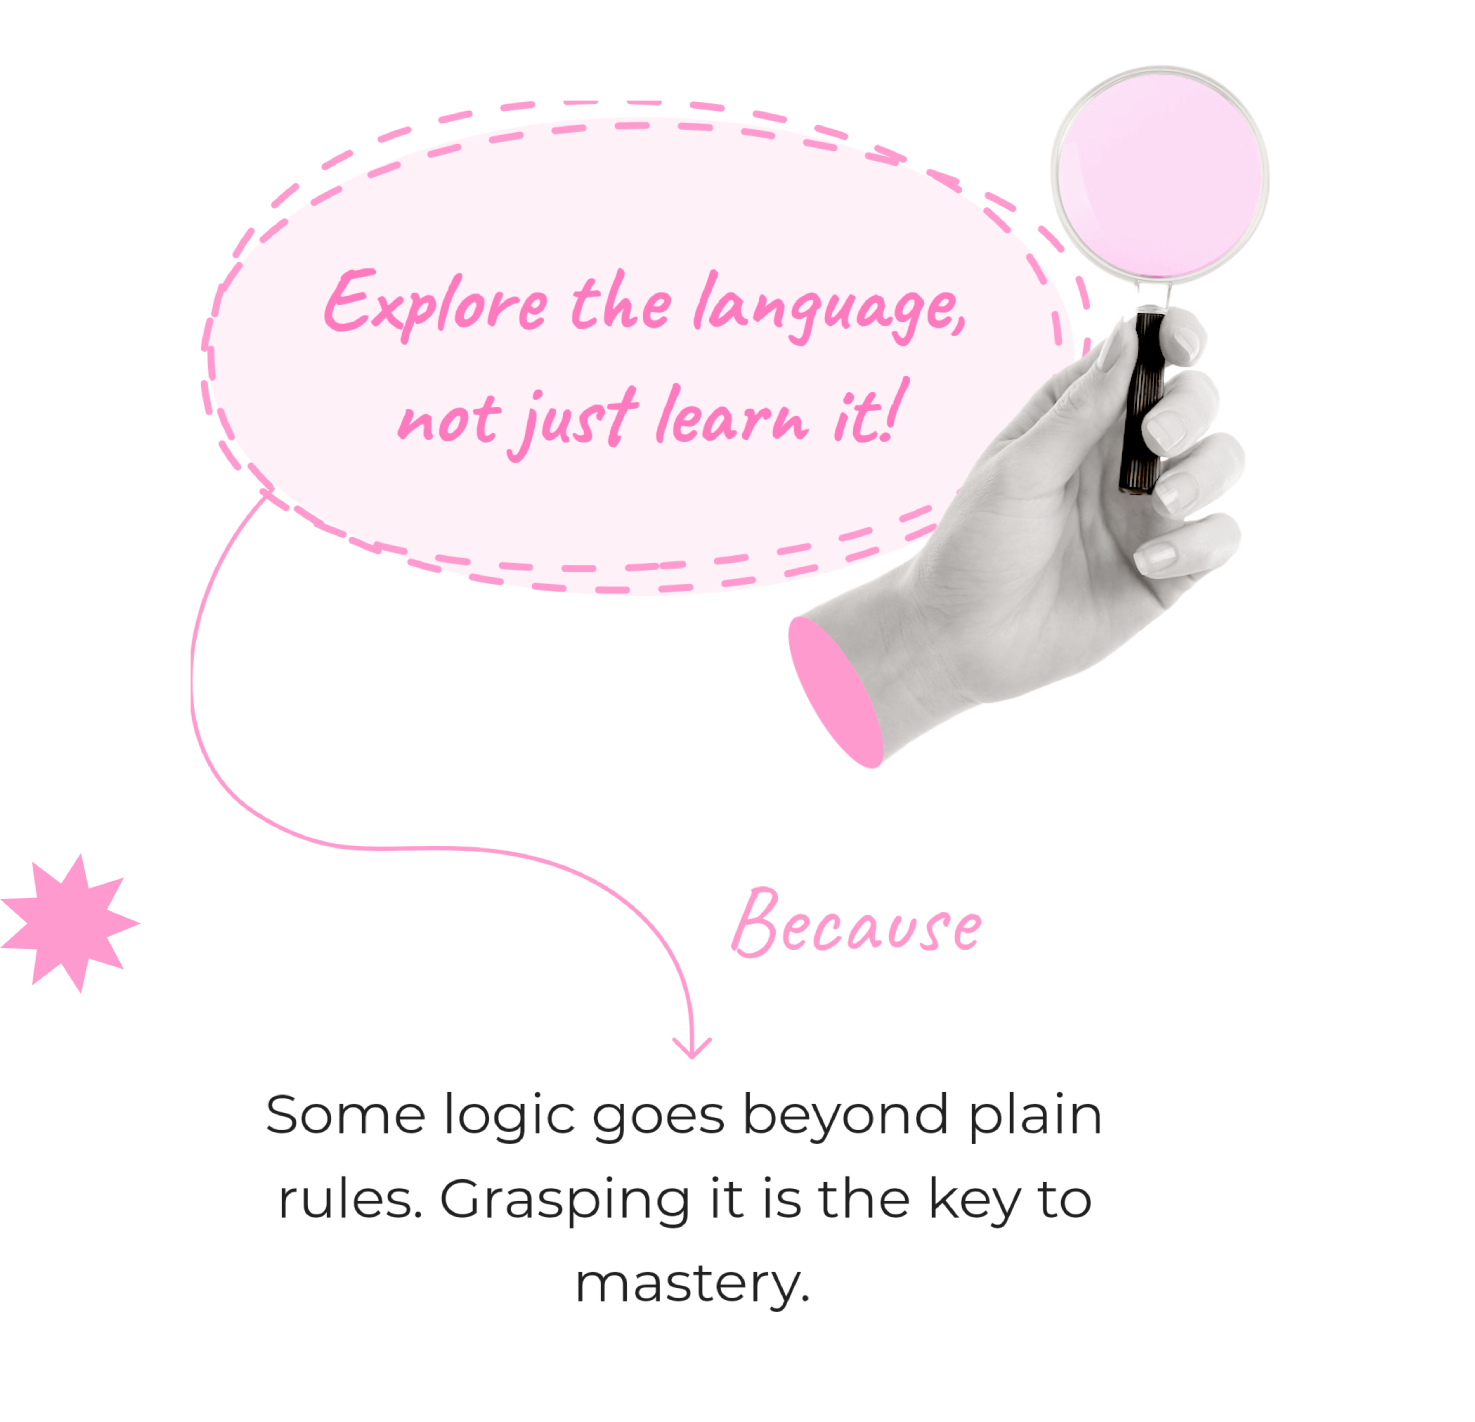 Explore the language,
not just learn it!
Because
Some logic goes beyond plain
rules. Grasping it is the key to
mastery.